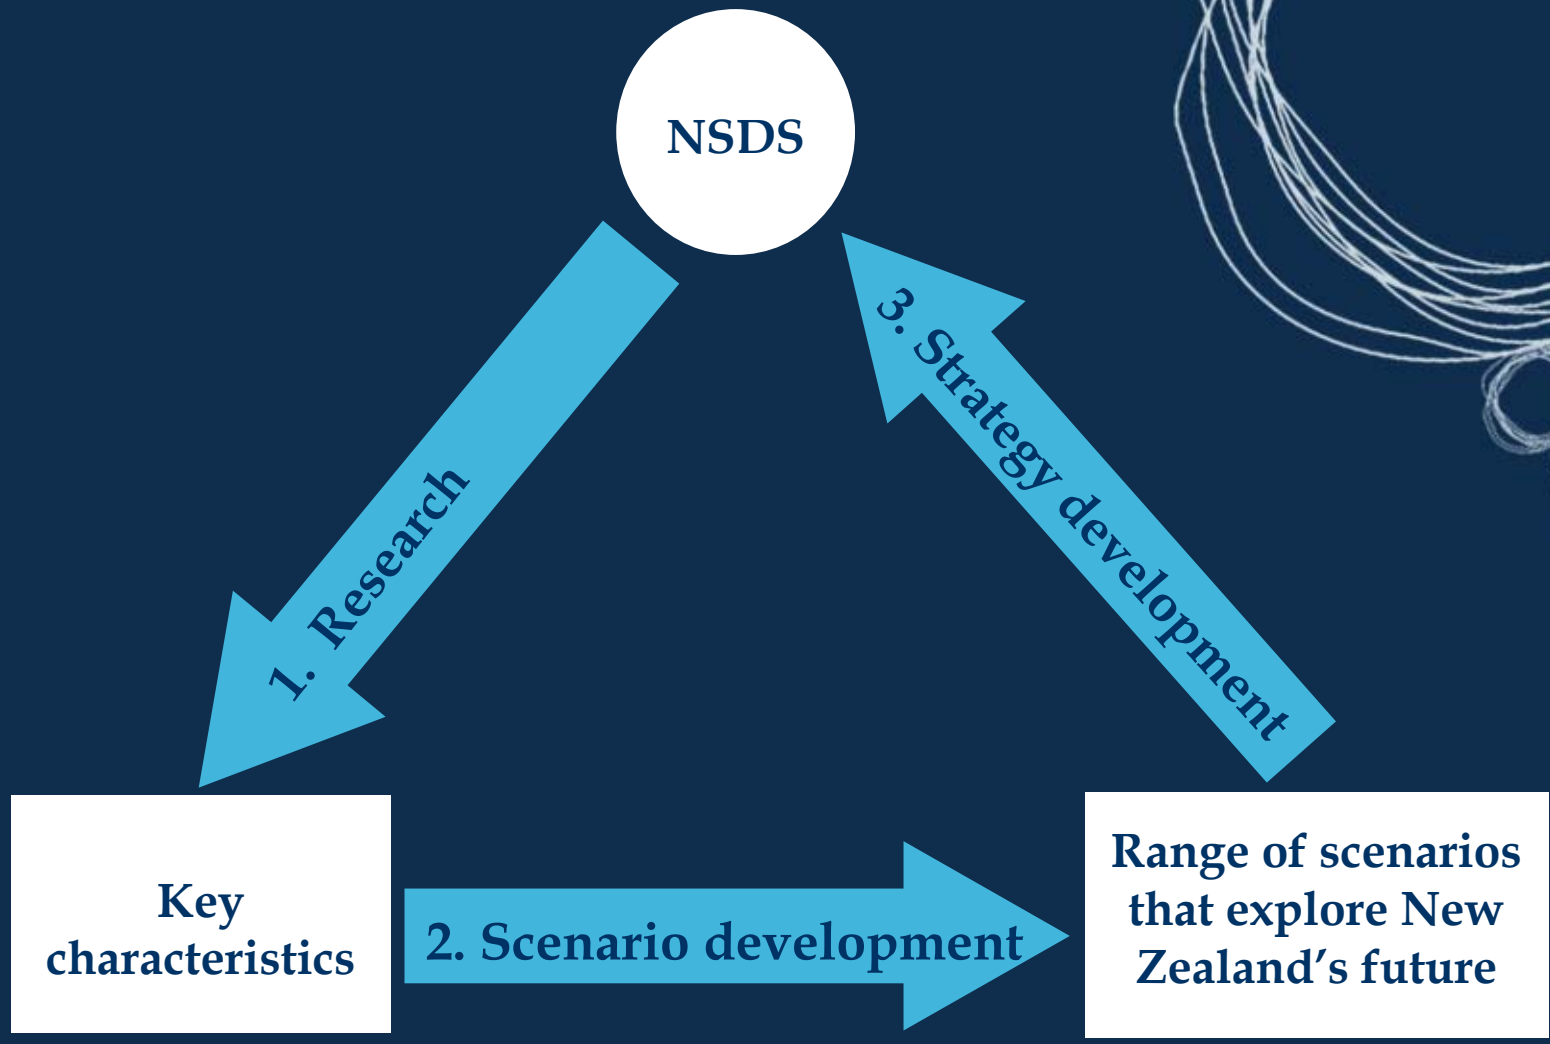 NSDS
1. Research
3. Strategy development
Key
characteristics
2. Scenario development
Range of scenarios
that explore New
Zealand’s future